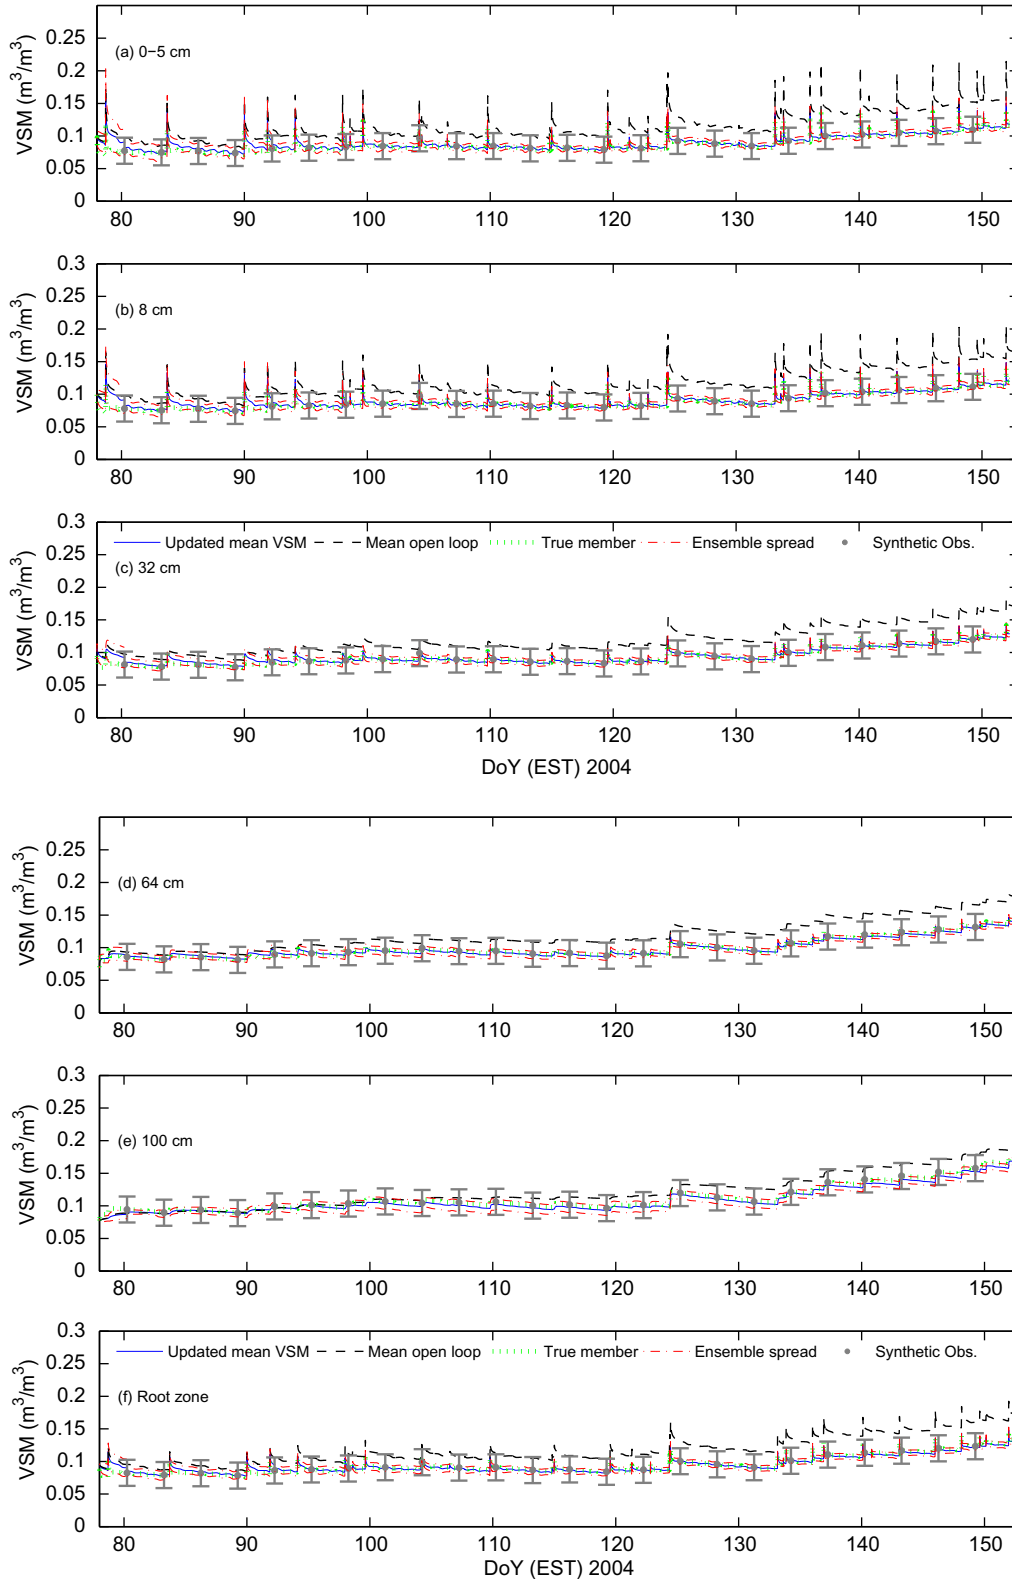 0.25
0.2
0.15
0.1
0.05
0
VSM (m³/m³)
(a) 0−5 cm
80 90 100 110 120 130 140 150
0.3
0.25
0.2
0.15
0.1
0.05
0
VSM (m³/m³)
(b) 8 cm
80 90 100 110 120 130 140 150
0.3
0.25
0.2
0.15
0.1
0.05
0
VSM (m³/m³)
Updated mean VSM Mean open loop True member Ensemble spread Synthetic Obs.
(c) 32 cm
80 90 100 110 120 130 140 150
DoY (EST) 2004
0.25
0.2
0.15
0.1
0.05
0
VSM (m³/m³)
(d) 64 cm
80 90 100 110 120 130 140 150
0.3
0.25
0.2
0.15
0.1
0.05
0
VSM (m³/m³)
(e) 100 cm
80 90 100 110 120 130 140 150
0.3
0.25
0.2
0.15
0.1
0.05
0
VSM (m³/m³)
Updated mean VSM Mean open loop True member Ensemble spread Synthetic Obs.
(f) Root zone
80 90 100 110 120 130 140 150
DoY (EST) 2004